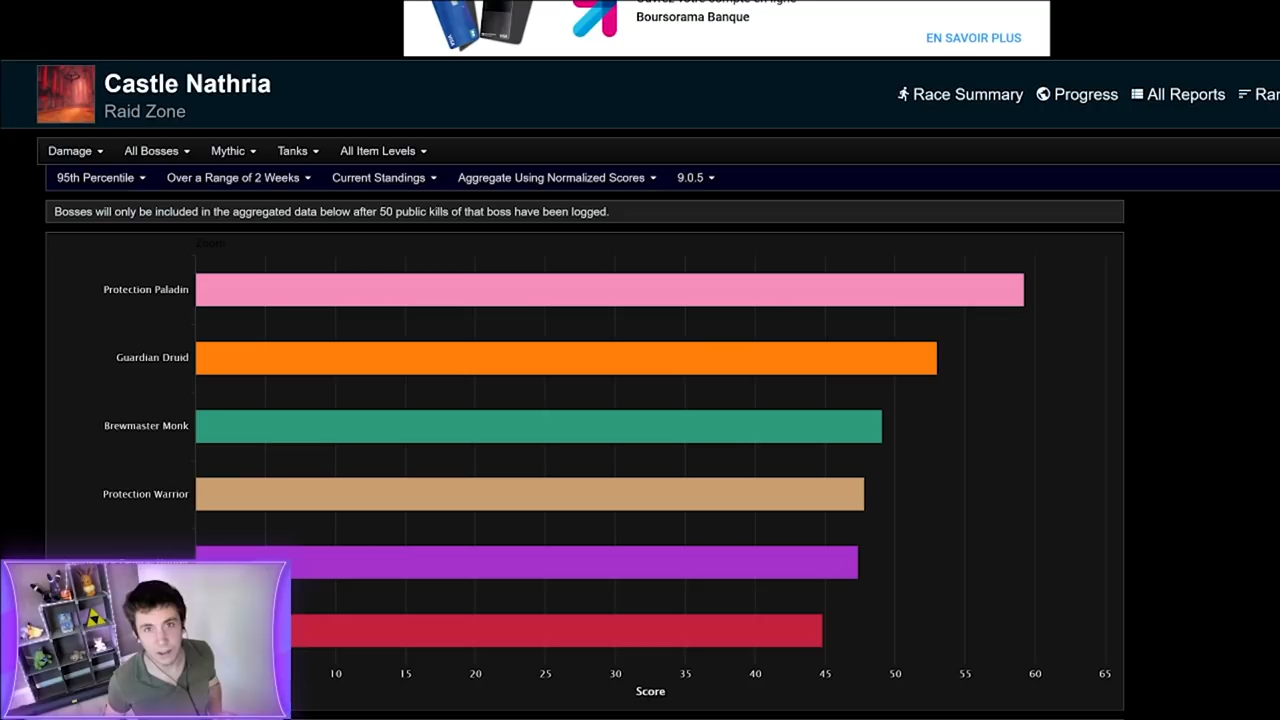 Boursorama Banque
EN SAVOIR PLUS
VISA
Castle Nathria
Raid Zone
Race Summary
Progress
All Reports
Damage
All Bosses
Mythic
Tanks
All Item Levels
95th Percentile
Over a Range of 2 Weeks
Current Standings
Aggregate Using Normalized Scores
9.0.5
Bosses will only be included in the aggregated data below after 50 public kills of that boss have been logged.
Zoom
Protection Paladin
Guardian Druid
Brewmaster Monk
Protection Warrior
10 15 20 25 30 35 40 45 50 55 60 65
Score